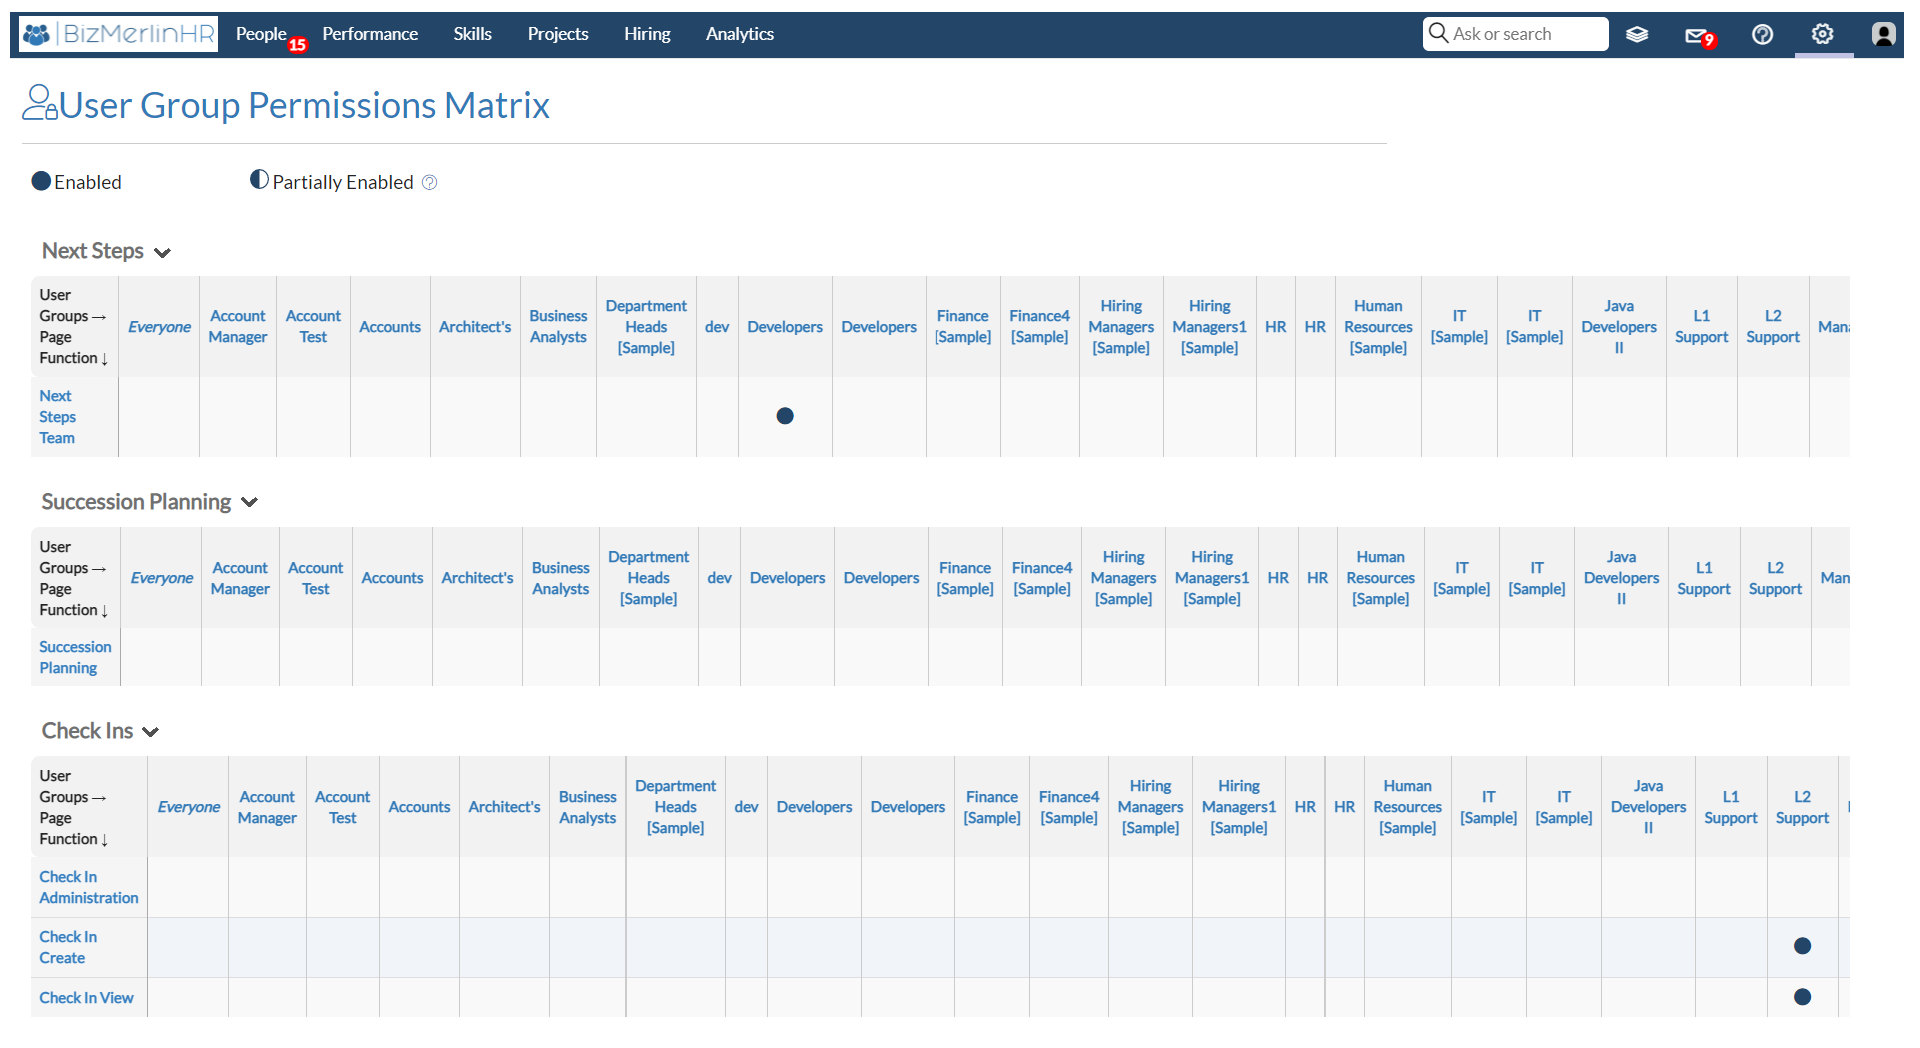 BizMerlinHR People 15 Performance Skills Projects Hiring Analytics Ask or search 9
User Group Permissions Matrix
Enabled Partially Enabled
Next Steps
User Groups → Page Function ↓ Everyone Account Manager Account Test Accounts Architect's Business Analysts Department Heads [Sample] dev Developers Developers Finance [Sample] Finance4 [Sample] Hiring Managers [Sample] Hiring Managers1 [Sample] HR HR Human Resources [Sample] IT [Sample] IT [Sample] Java Developers II L1 Support L2 Support
Next Steps Team
Succession Planning
User Groups → Page Function ↓ Everyone Account Manager Account Test Accounts Architect's Business Analysts Department Heads [Sample] dev Developers Developers Finance [Sample] Finance4 [Sample] Hiring Managers [Sample] Hiring Managers1 [Sample] HR HR Human Resources [Sample] IT [Sample] IT [Sample] Java Developers II L1 Support L2 Support Man
Succession Planning
Check Ins
User Groups → Page Function ↓ Everyone Account Manager Account Test Accounts Architect's Business Analysts Department Heads [Sample] dev Developers Developers Finance [Sample] Finance4 [Sample] Hiring Managers [Sample] Hiring Managers1 [Sample] HR HR Human Resources [Sample] IT [Sample] IT [Sample] Java Developers II L1 Support L2 Support
Check In Administration
Check In Create
Check In View